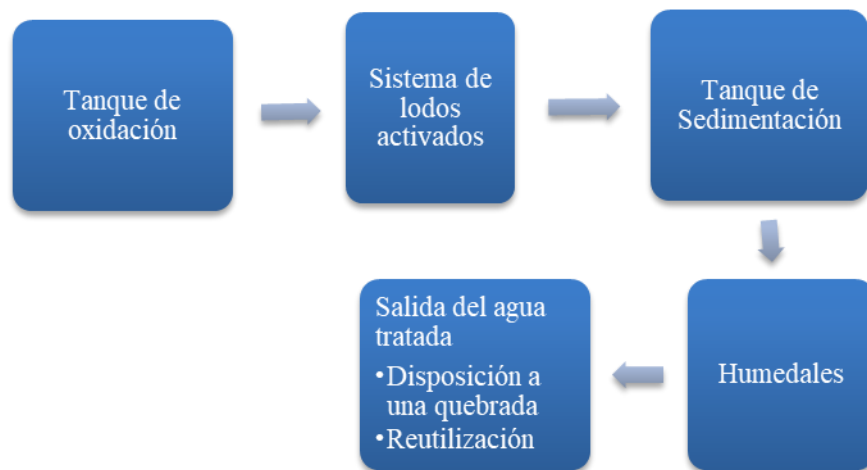 Tanque de
oxidación
Sistema de
lodos
activados
Tanque de
Sedimentación
Humedales
Salida del agua
tratada
•Disposición a
una quebrada
•Reutilización